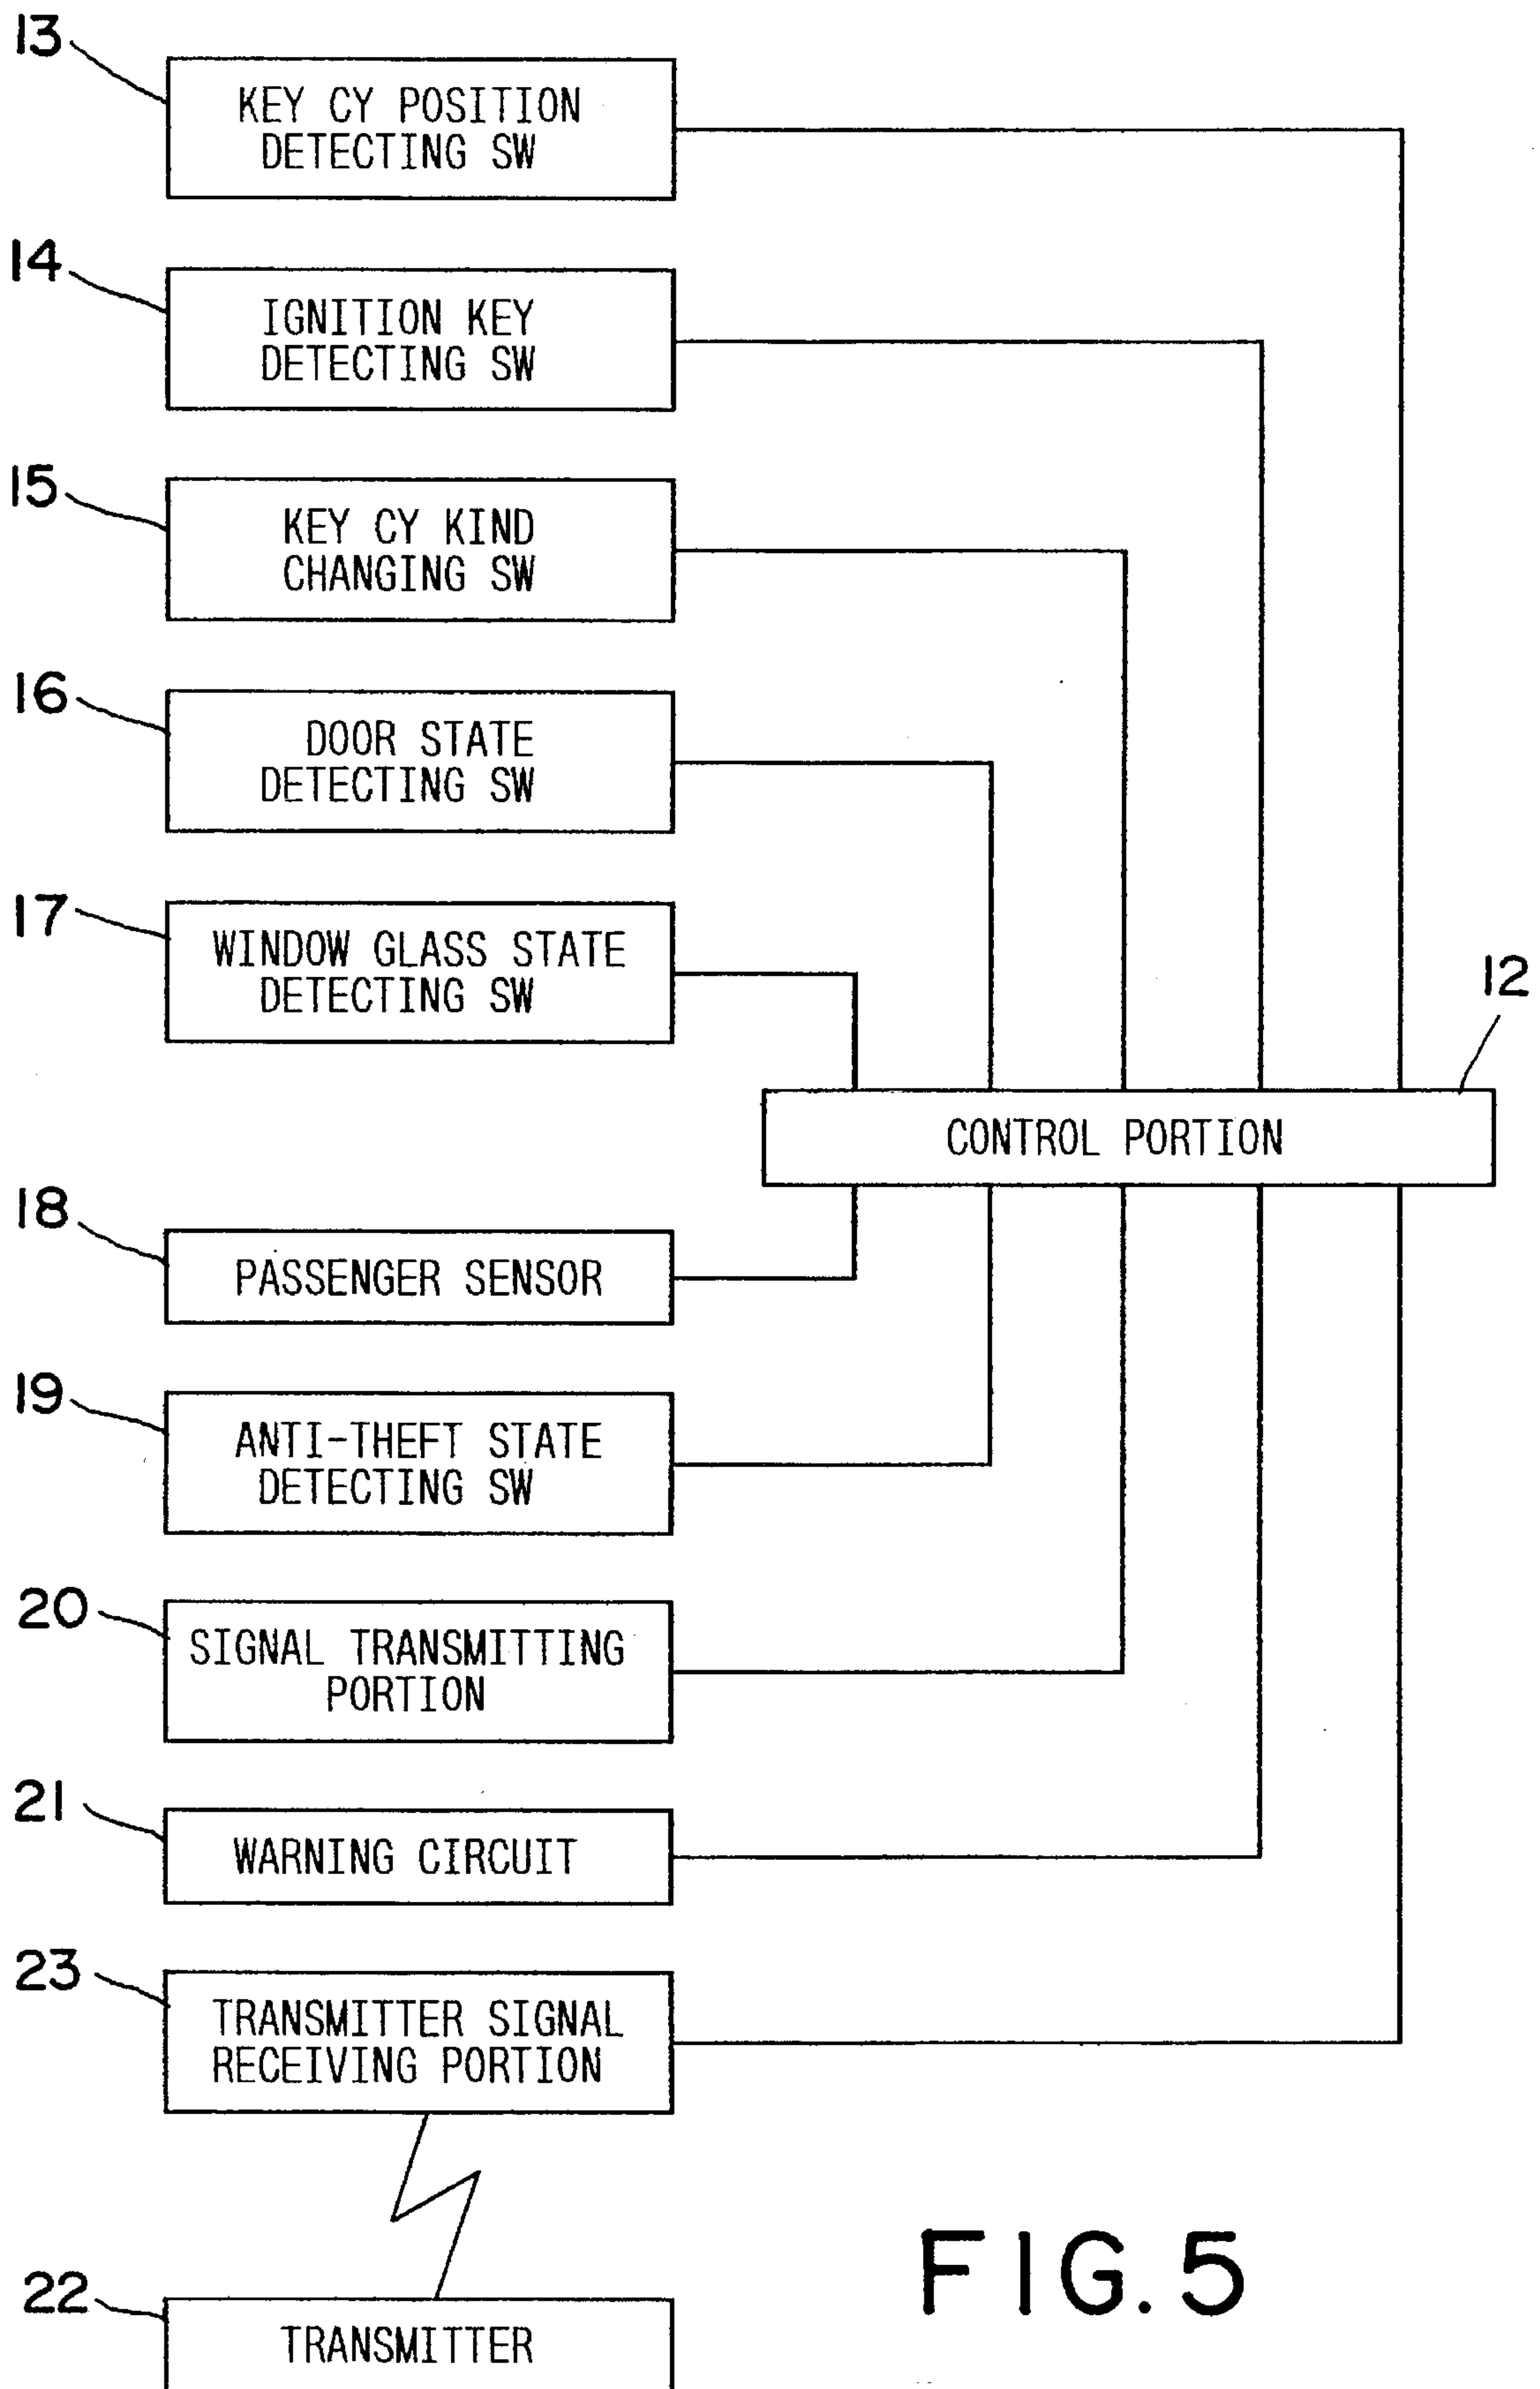 13
KEY CY POSITION
DETECTING SW
14
IGNITION KEY
DETECTING SW
15
KEY CY KIND
CHANGING SW
16
DOOR STATE
DETECTING SW
17
WINDOW GLASS STATE
DETECTING SW
12
CONTROL PORTION
18
PASSENGER SENSOR
19
ANTI-THEFT STATE
DETECTING SW
20
SIGNAL TRANSMITTING
PORTION
21
WARNING CIRCUIT
23
TRANSMITTER SIGNAL
RECEIVING PORTION
22
TRANSMITTER
FIG. 5